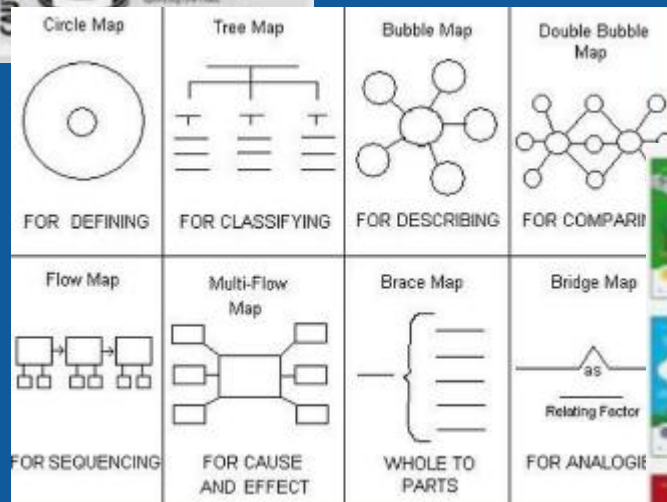 Circle Map
Tree Map
Bubble Map
Double Bubble
Map
FOR DEFINING
FOR CLASSIFYING
FOR DESCRIBING
FOR COMPARIN
Flow Map
Multi-Flow
Map
Brace Map
Bridge Map
as
Relating Factor
FOR SEQUENCING
FOR CAUSE
AND EFFECT
WHOLE TO
PARTS
FOR ANALOGIE